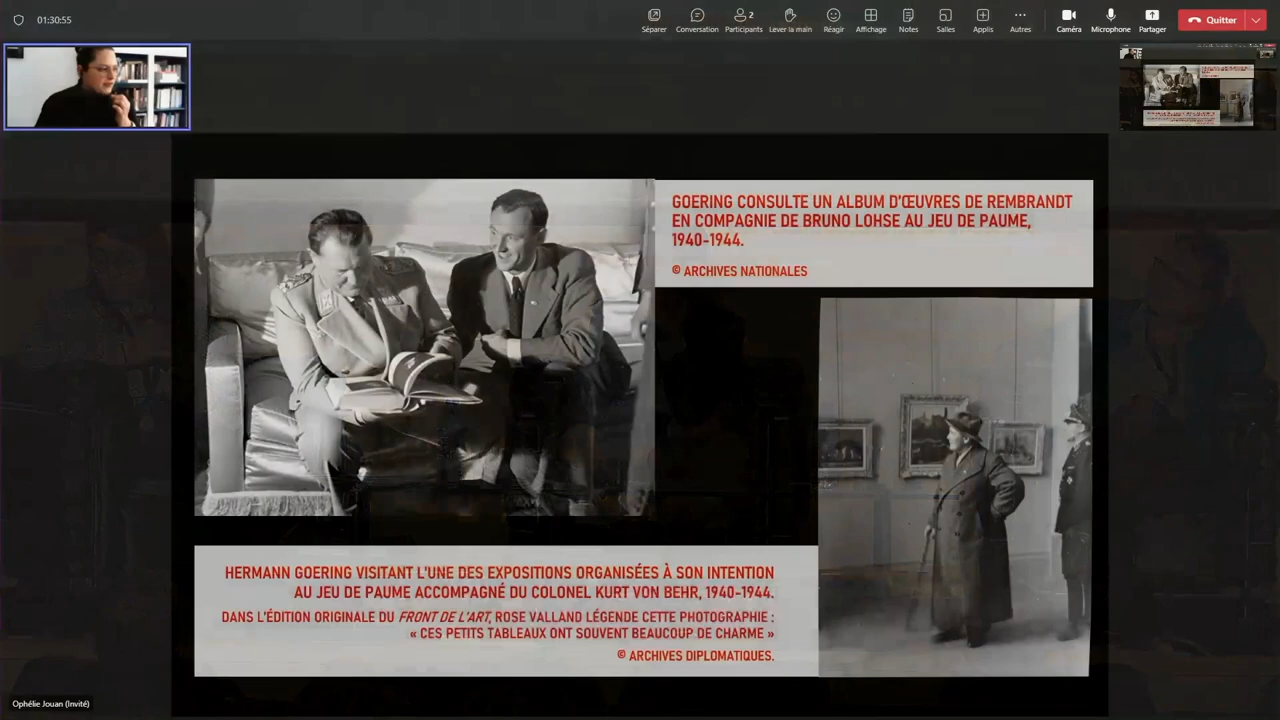 01:30:55
Séparer
Conversation
2
Participants
Lever la main
Réagir
Affichage
Notes
Salles
Applis
Autres
Caméra
Microphone
Partager
Quitter
GOERING CONSULTE UN ALBUM D'ŒUVRES DE REMBRANDT
EN COMPAGNIE DE BRUNO LOHSE AU JEU DE PAUME,
1940-1944.
© ARCHIVES NATIONALES
HERMANN GOERING VISITANT L'UNE DES EXPOSITIONS ORGANISÉES À SON INTENTION
AU JEU DE PAUME ACCOMPAGNÉ DU COLONEL KURT VON BEHR, 1940-1944.
DANS L'ÉDITION ORIGINALE DU FRONT DE L'ART, ROSE VALLAND LÉGENDE CETTE PHOTOGRAPHIE :
« CES PETITS TABLEAUX ONT SOUVENT BEAUCOUP DE CHARME »
© ARCHIVES DIPLOMATIQUES.
Ophélie Jouan (Invité)